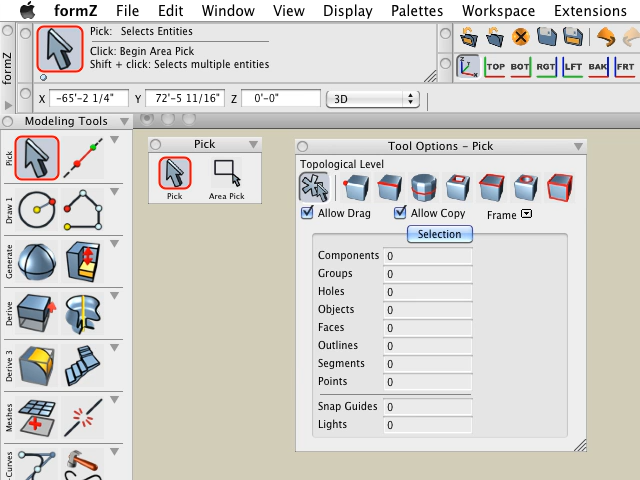 formZ File Edit Window View Display Palettes Workspace Extensions
formZ
Pick: Selects Entities
Click: Begin Area Pick
Shift + click: Selects multiple entities
TOP BOT RGT LFT BAK FRT
X -65'-2 1/4" Y 72'-5 11/16" Z 0'-0" 3D
Modeling Tools
Pick
Draw 1
Generate
Derive
Derive 3
Meshes
-Curves
Pick
Pick Area Pick
Tool Options - Pick
Topological Level
Allow Drag Allow Copy Frame
Selection
Components 0
Groups 0
Holes 0
Objects 0
Faces 0
Outlines 0
Segments 0
Points 0
Snap Guides 0
Lights 0